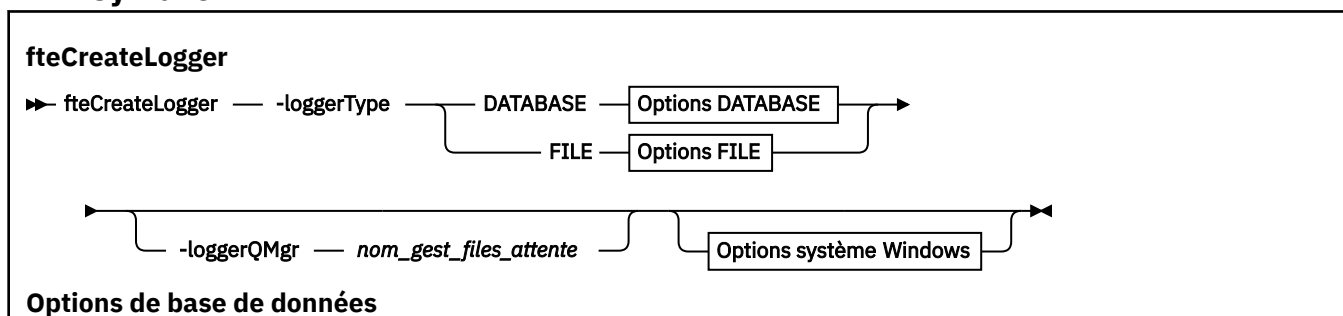 fteCreateLogger
fteCreateLogger -loggerType DATABASE Options DATABASE
FILE Options FILE
-loggerQMgr nom_gest_files_attente Options système Windows
Options de base de données